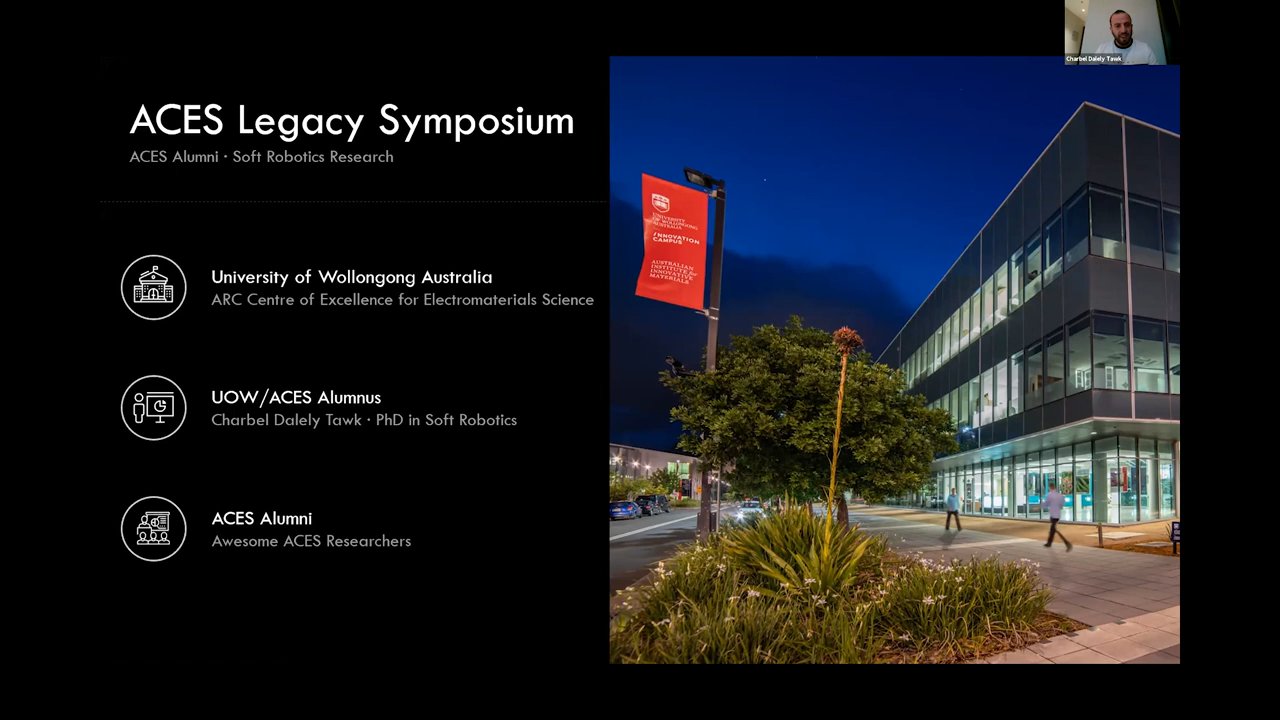 Charbel Dalely Tawk
ACES Legacy Symposium
ACES Alumni · Soft Robotics Research
University of Wollongong Australia
ARC Centre of Excellence for Electromaterials Science
UOW/ACES Alumnus
Charbel Dalely Tawk · PhD in Soft Robotics
ACES Alumni
Awesome ACES Researchers
UNIVERSITY
OF WOLLONGONG
AUSTRALIA
INNOVATION
CAMPUS
AUSTRALIAN
INSTITUTE for
INNOVATIVE
MATERIALS